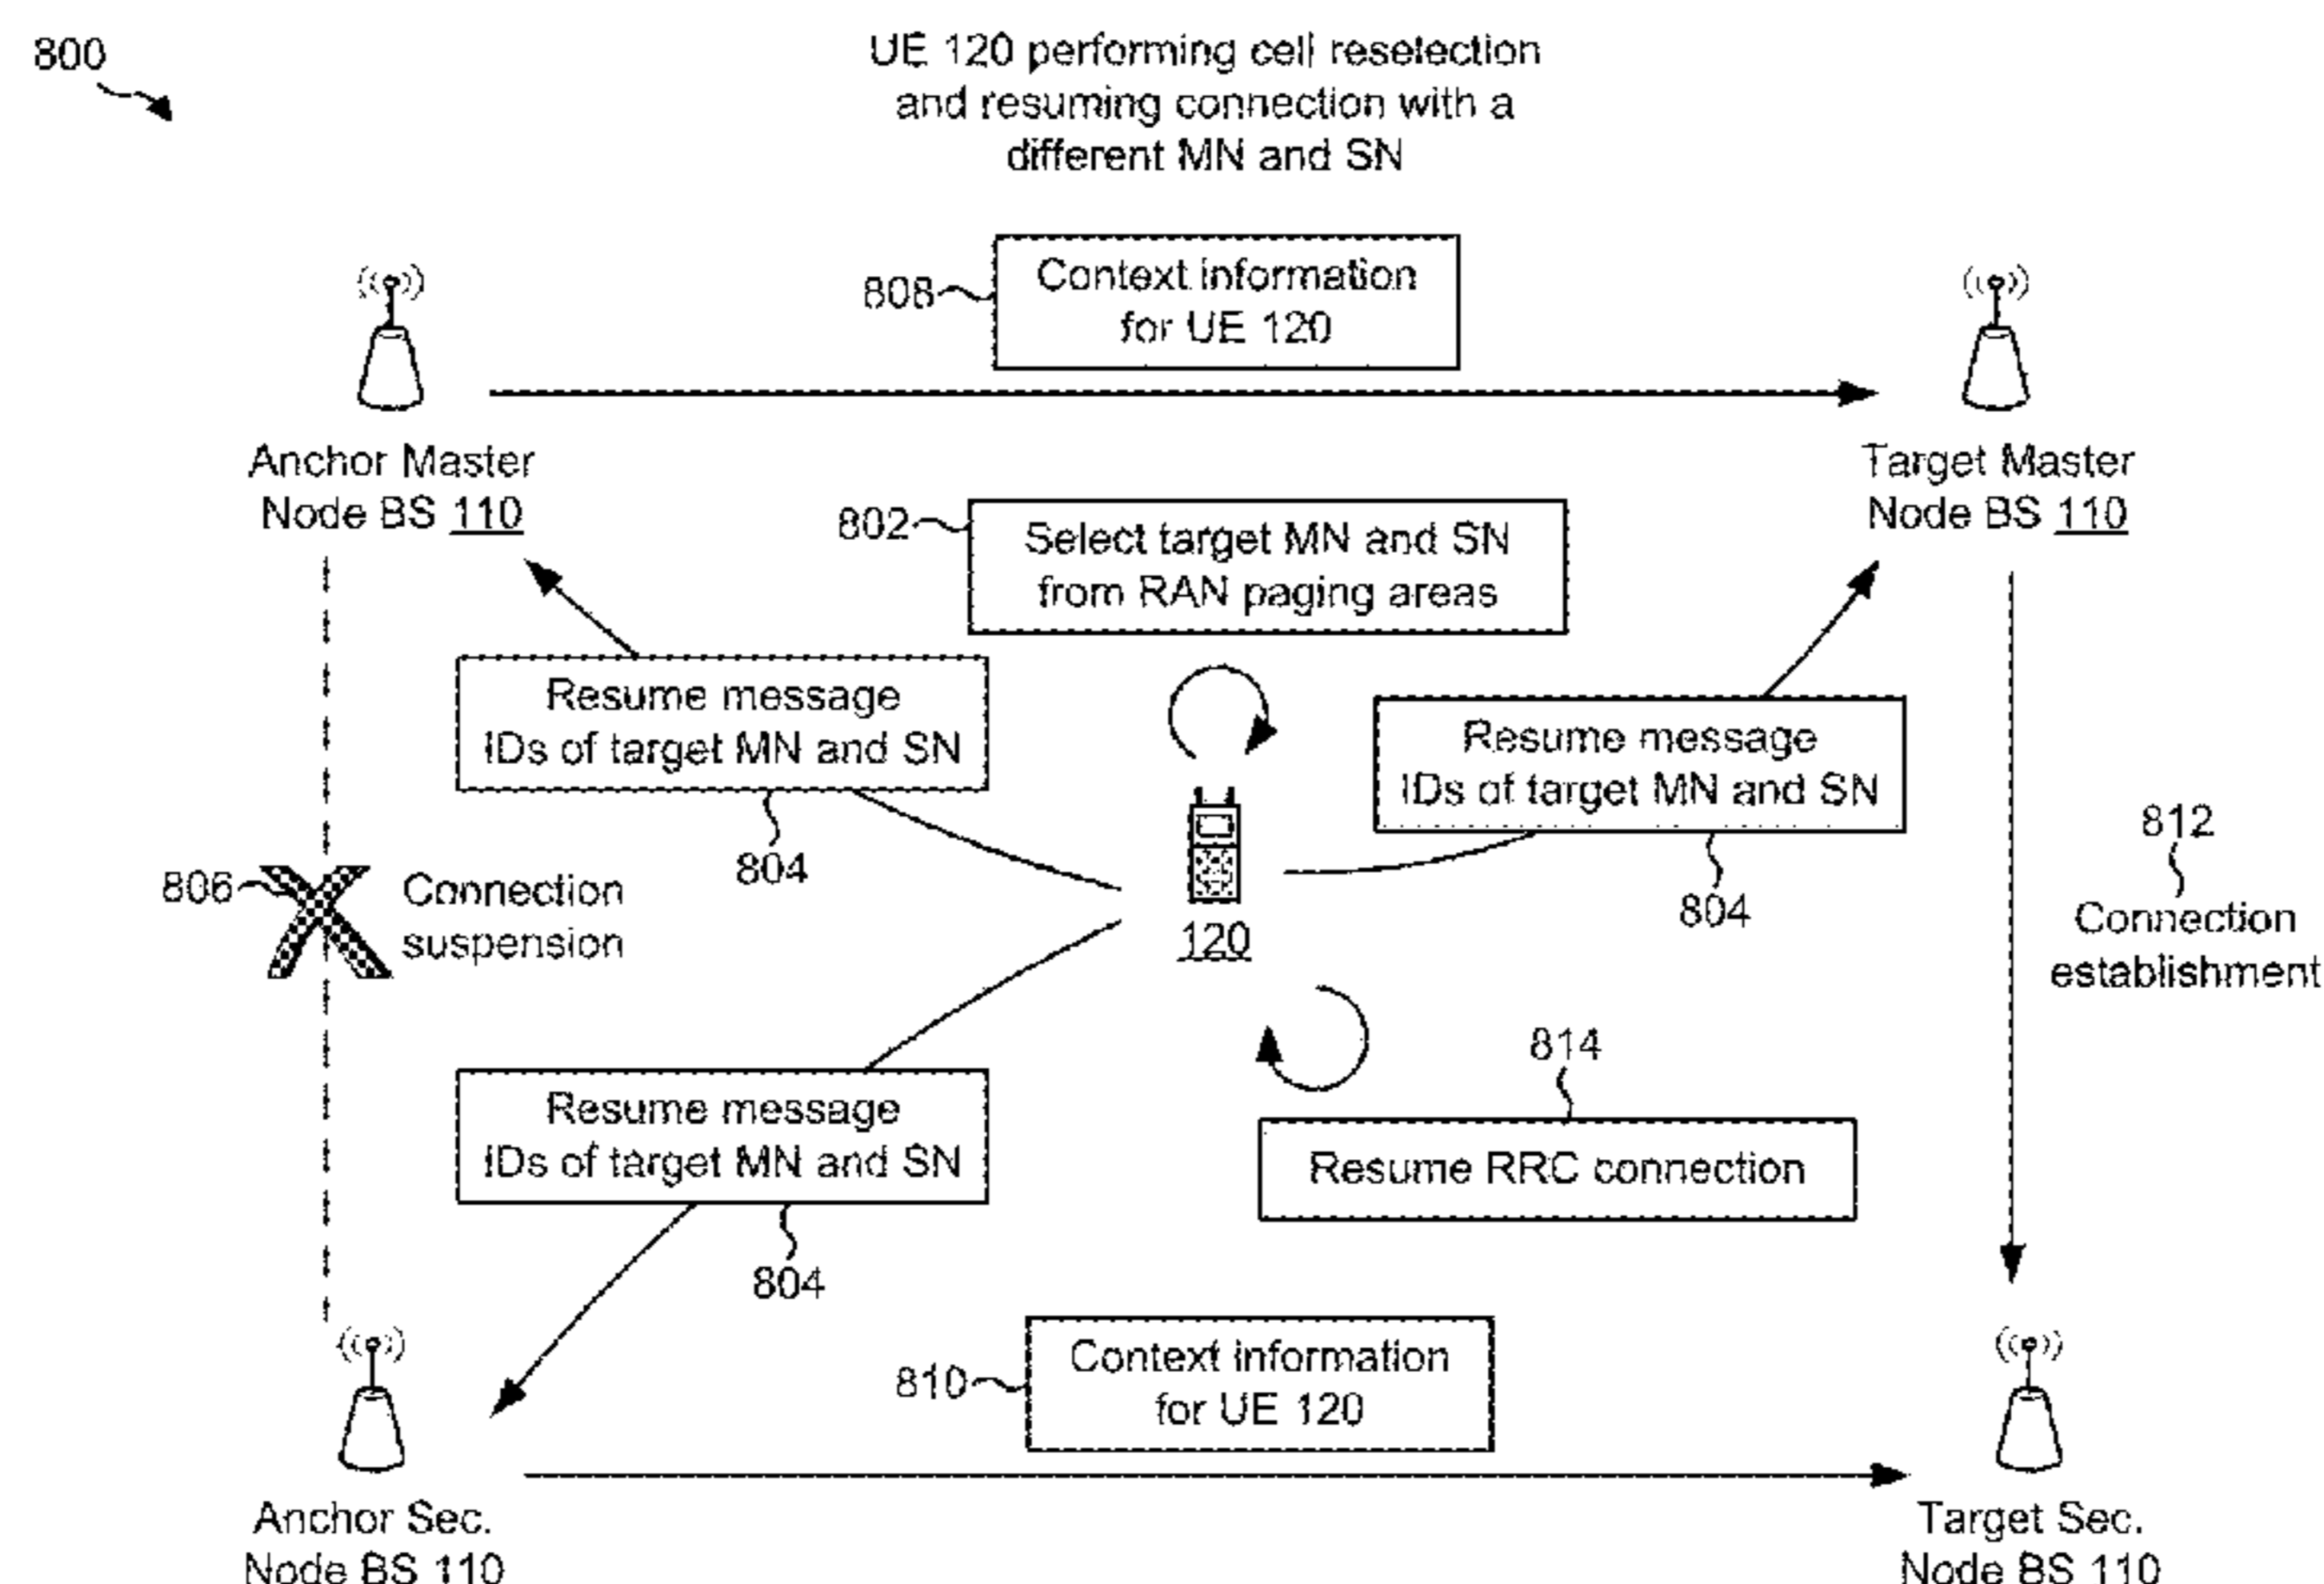 800
UE 120 performing cell reselection
and resuming connection with a
different MN and SN
808
Context information
for UE 120
Anchor Master
Node BS 110
Target Master
Node BS 110
802
Select target MN and SN
from RAN paging areas
Resume message
IDs of target MN and SN
804
Resume message
IDs of target MN and SN
804
812
Connection
establishment
806
Connection
suspension
120
814
Resume RRC connection
Resume message
IDs of target MN and SN
804
810
Context information
for UE 120
Anchor Sec.
Node BS 110
Target Sec.
Node BS 110